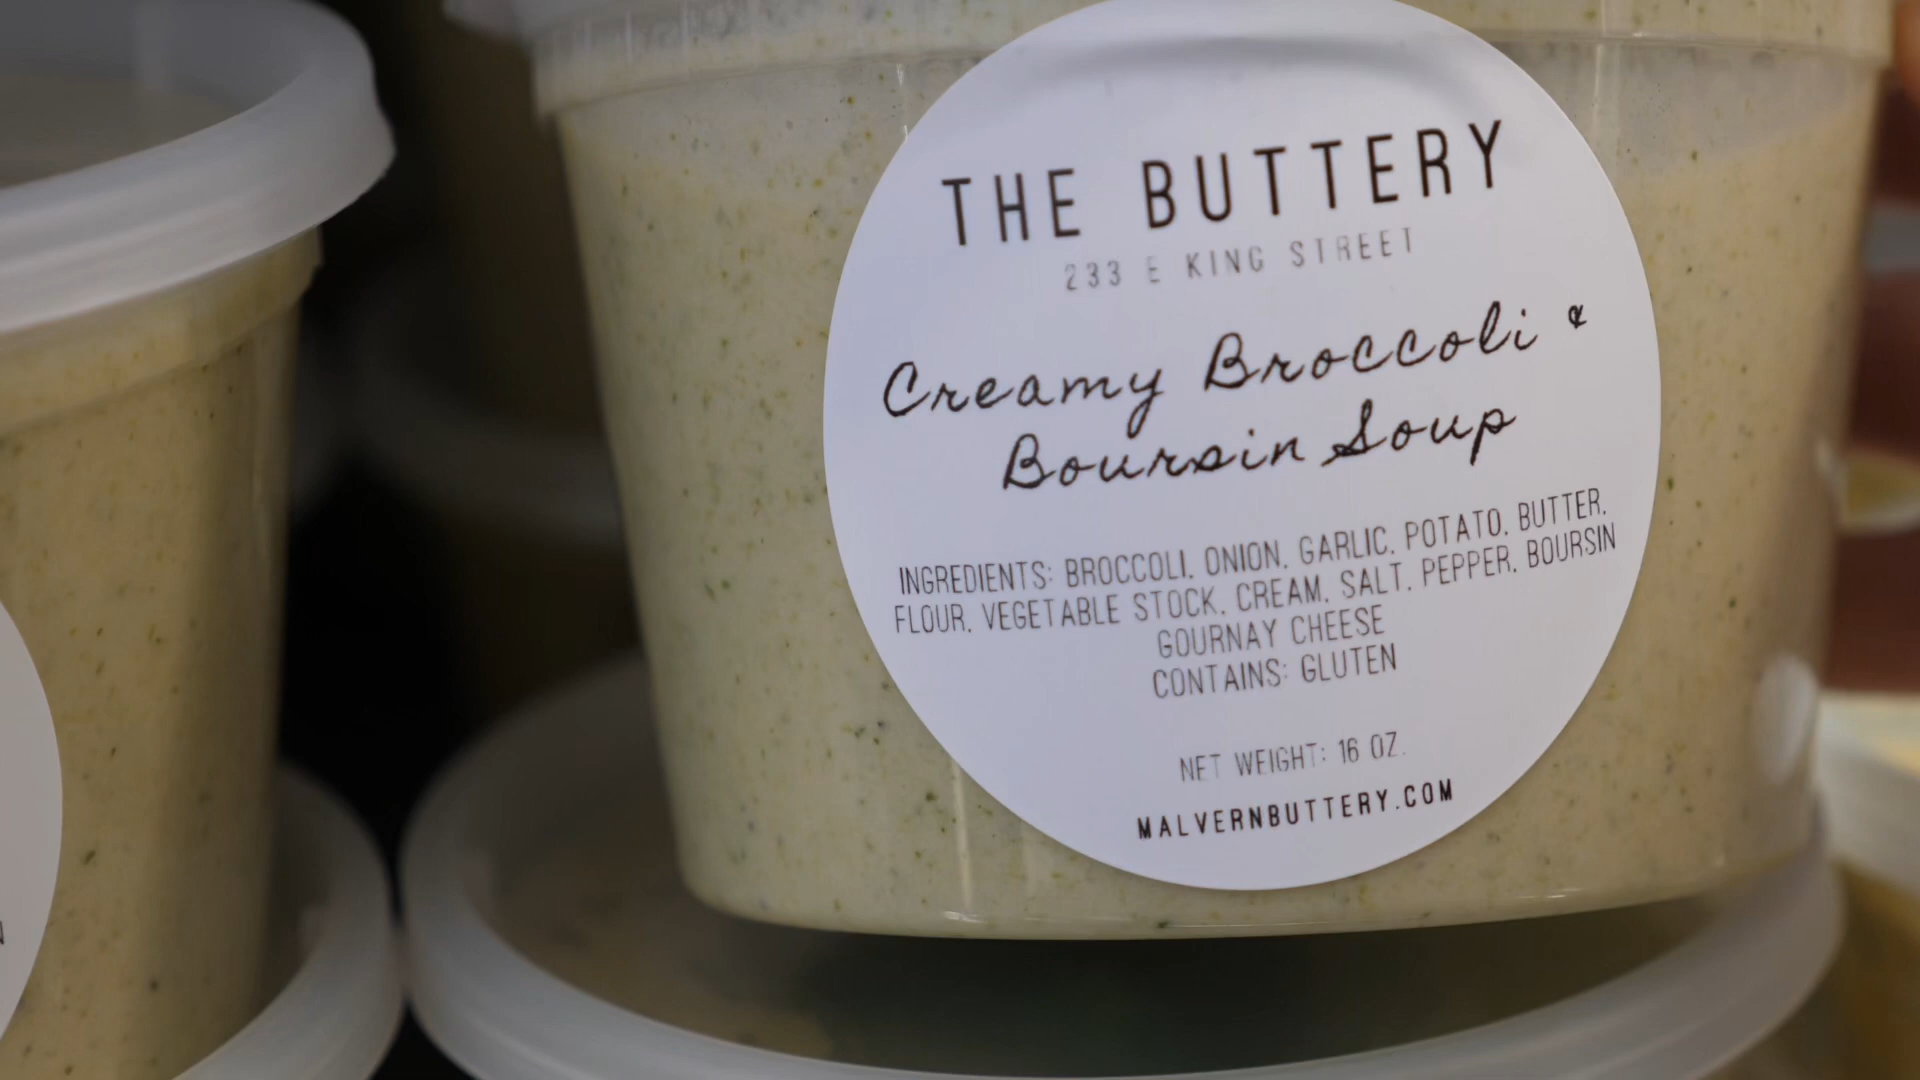 THE BUTTERY
233 E KING STREET
Creamy Broccoli &
Boursin Soup
INGREDIENTS: BROCCOLI, ONION, GARLIC, POTATO, BUTTER,
FLOUR, VEGETABLE STOCK, CREAM, SALT, PEPPER, BOURSIN
GOURNAY CHEESE
CONTAINS: GLUTEN
NET WEIGHT: 16 OZ.
MALVERNBUTTERY.COM